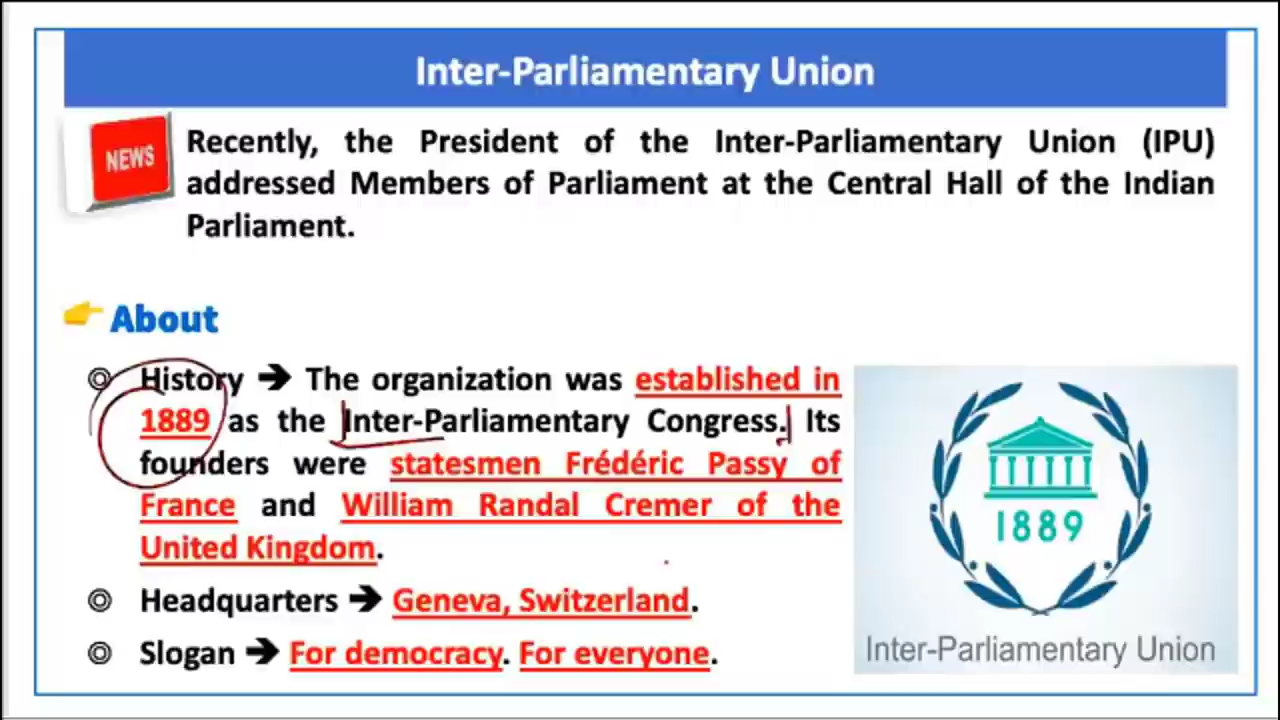 Inter-Parliamentary Union
NEWS
Recently, the President of the Inter-Parliamentary Union (IPU)
addressed Members of Parliament at the Central Hall of the Indian
Parliament.
👉 About
◎ History ➔ The organization was established in
1889 as the Inter-Parliamentary Congress. Its
founders were statesmen Frédéric Passy of
France and William Randal Cremer of the
United Kingdom.
◎ Headquarters ➔ Geneva, Switzerland.
◎ Slogan ➔ For democracy. For everyone.
1889
Inter-Parliamentary Union